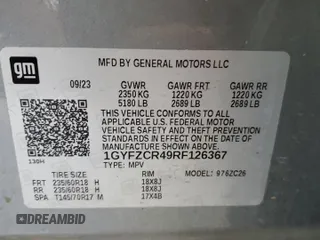 gm
MFD BY GENERAL MOTORS LLC
09/23 GVWR GAWR FRT GAWR RR
2350 KG 1220 KG 1220 KG
5180 LB 2689 LB 2689 LB
THIS VEHICLE CONFORMS TO ALL APPLICABLE U.S. FEDERAL MOTOR VEHICLE SAFETY, BUMPER, AND THEFT PREVENTION STANDARDS IN EFFECT ON THE DATE OF MANUFACTURE SHOWN ABOVE.
1GYFZCR49RF126367
TYPE: MPV MODEL: 976ZC26
TIRE SIZE RIM
FRT 235/60R18 H 18X8J
RR 235/60R18 H 18X8J
SPA T145/70R17 M 17X4B
DREAMBID